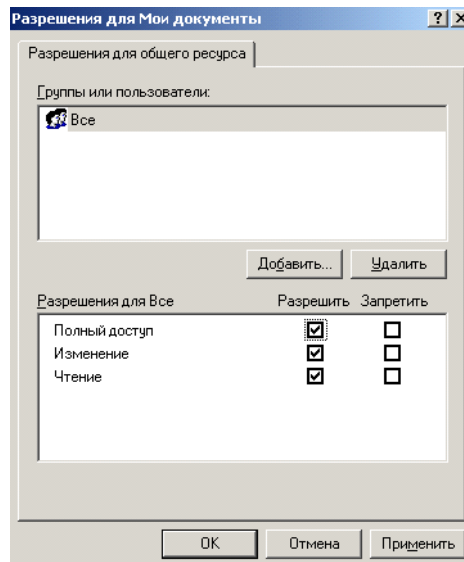 Разрешения для Мои документы
Разрешения для общего ресурса
Группы или пользователи:
Все
Добавить... Удалить
Разрешения для Все Разрешить Запретить
Полный доступ
Изменение
Чтение
OK Отмена Применить